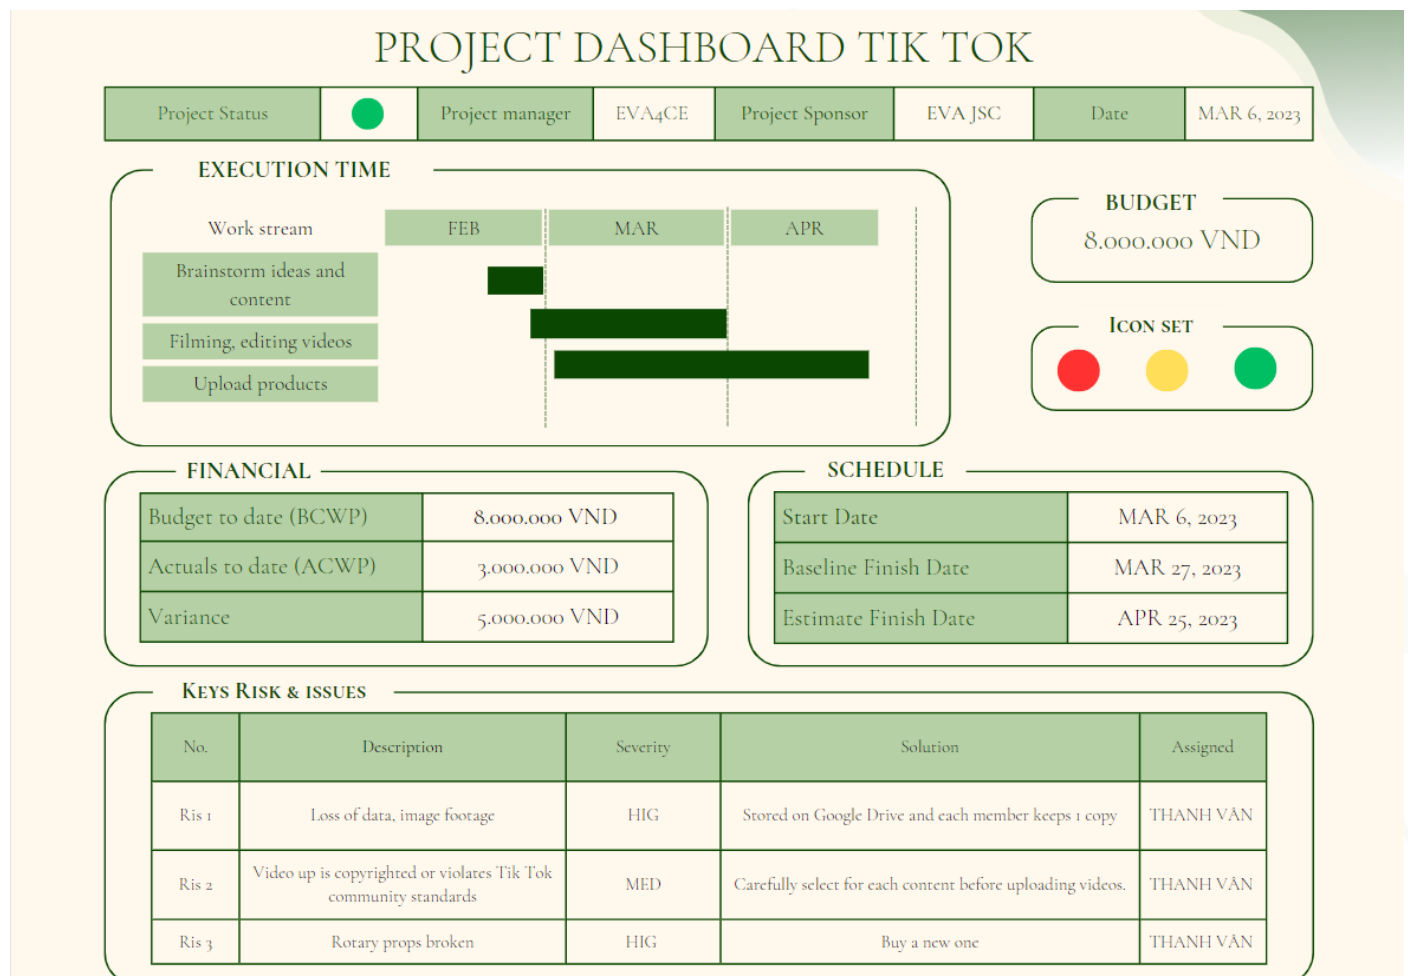 PROJECT DASHBOARD TIK TOK
Project Status
Project manager
EVA4CE
Project Sponsor
EVA JSC
Date
MAR 6, 2023
EXECUTION TIME
Work stream
FEB
MAR
APR
Brainstorm ideas and
content
Filming, editing videos
Upload products
BUDGET
8.000.000 VND
ICON SET
FINANCIAL
Budget to date (BCWP)
8.000.000 VND
Actuals to date (ACWP)
3.000.000 VND
Variance
5.000.000 VND
SCHEDULE
Start Date
MAR 6, 2023
Baseline Finish Date
MAR 27, 2023
Estimate Finish Date
APR 25, 2023
KEYS RISK & ISSUES
No.
Description
Severity
Solution
Assigned
Ris 1
Loss of data, image footage
HIG
Stored on Google Drive and each member keeps 1 copy
THANH VÂN
Ris 2
Video up is copyrighted or violates Tik Tok
community standards
MED
Carefully select for each content before uploading videos.
THANH VÂN
Ris 3
Rotary props broken
HIG
Buy a new one
THANH VÂN